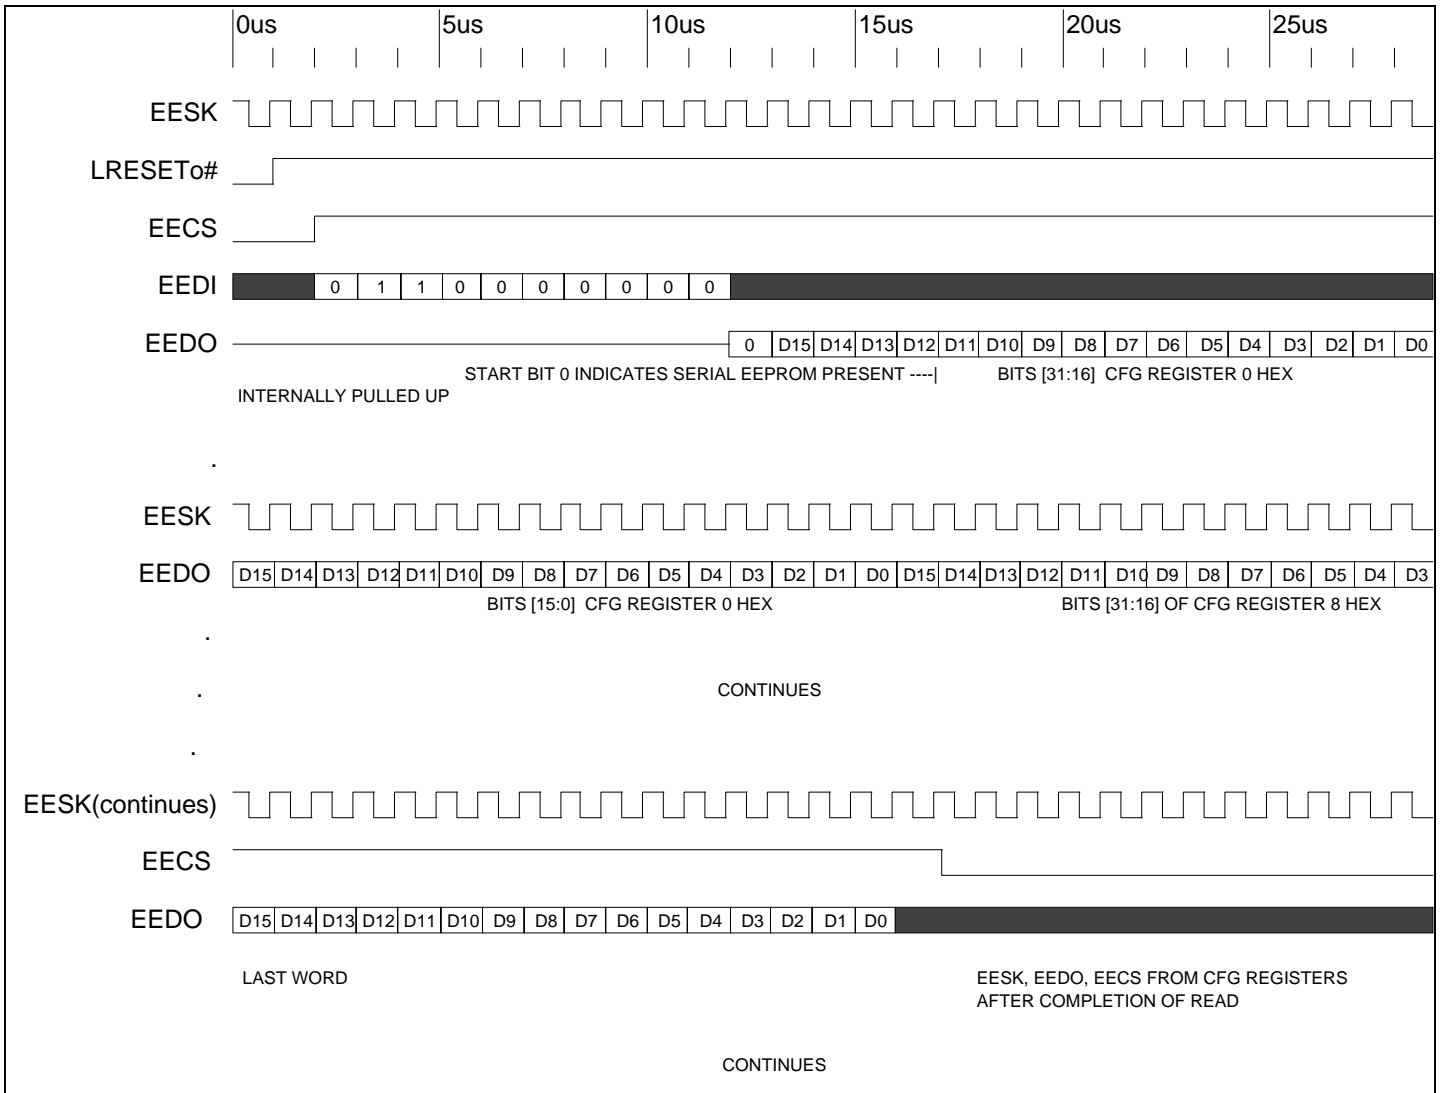 0us 5us 10us 15us 20us 25us
EESK
LRESETo#
EECS
EEDI 0 1 1 0 0 0 0 0 0 0
EEDO 0 D15 D14 D13 D12 D11 D10 D9 D8 D7 D6 D5 D4 D3 D2 D1 D0
START BIT 0 INDICATES SERIAL EEPROM PRESENT ----| BITS [31:16] CFG REGISTER 0 HEX
INTERNALLY PULLED UP
.
EESK
EEDO D15 D14 D13 D12 D11 D10 D9 D8 D7 D6 D5 D4 D3 D2 D1 D0 D15 D14 D13 D12 D11 D10 D9 D8 D7 D6 D5 D4 D3
BITS [15:0] CFG REGISTER 0 HEX BITS [31:16] OF CFG REGISTER 8 HEX
.
. CONTINUES
.
EESK(continues)
EECS
EEDO D15 D14 D13 D12 D11 D10 D9 D8 D7 D6 D5 D4 D3 D2 D1 D0
LAST WORD EESK, EEDO, EECS FROM CFG REGISTERS
AFTER COMPLETION OF READ
CONTINUES